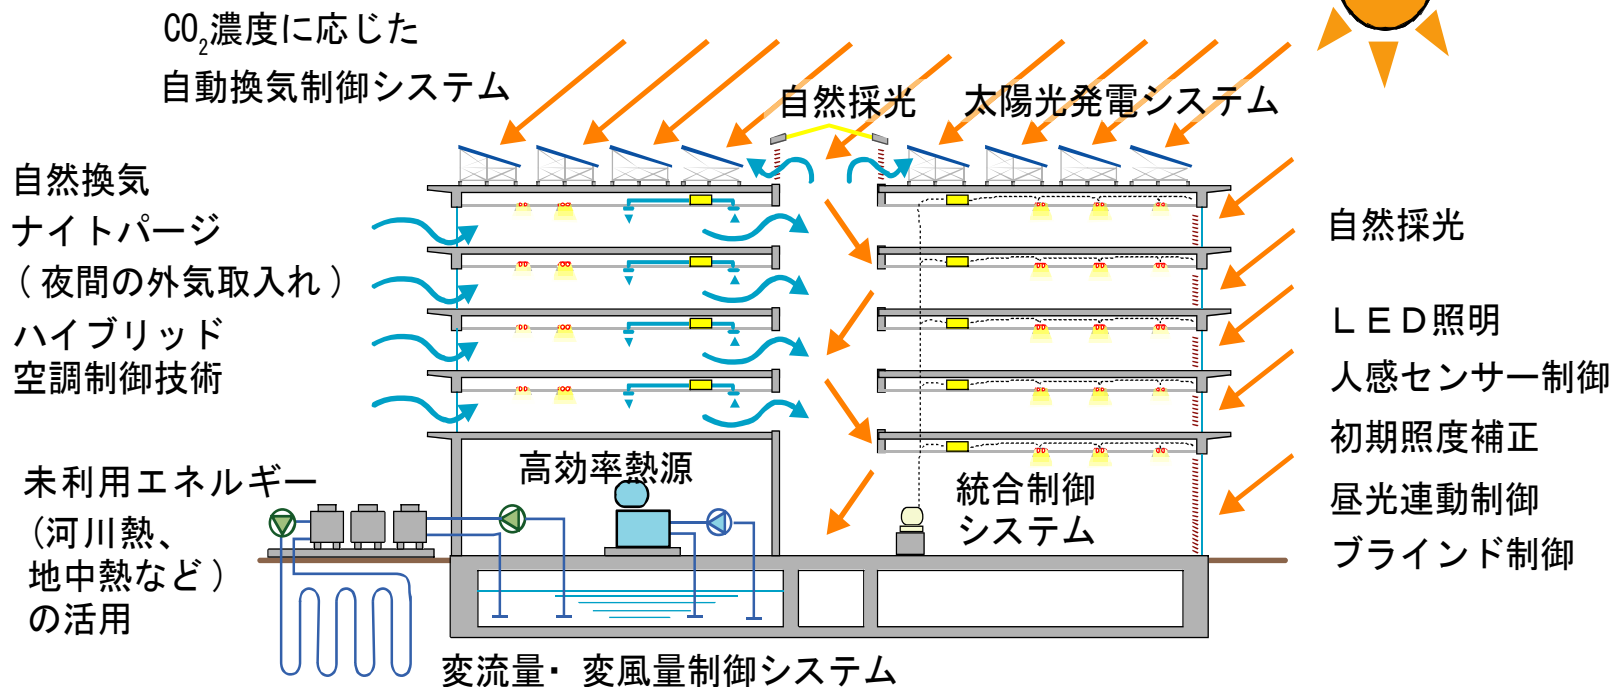 CO₂濃度に応じた
自動換気制御システム
自然採光
太陽光発電システム
自然換気
ナイトパージ
(夜間の外気取入れ)
ハイブリッド
空調制御技術
自然採光
LED照明
人感センサー制御
初期照度補正
昼光連動制御
ブラインド制御
高効率熱源
統合制御
システム
未利用エネルギー
(河川熱、
地中熱など)
の活用
変流量・変風量制御システム